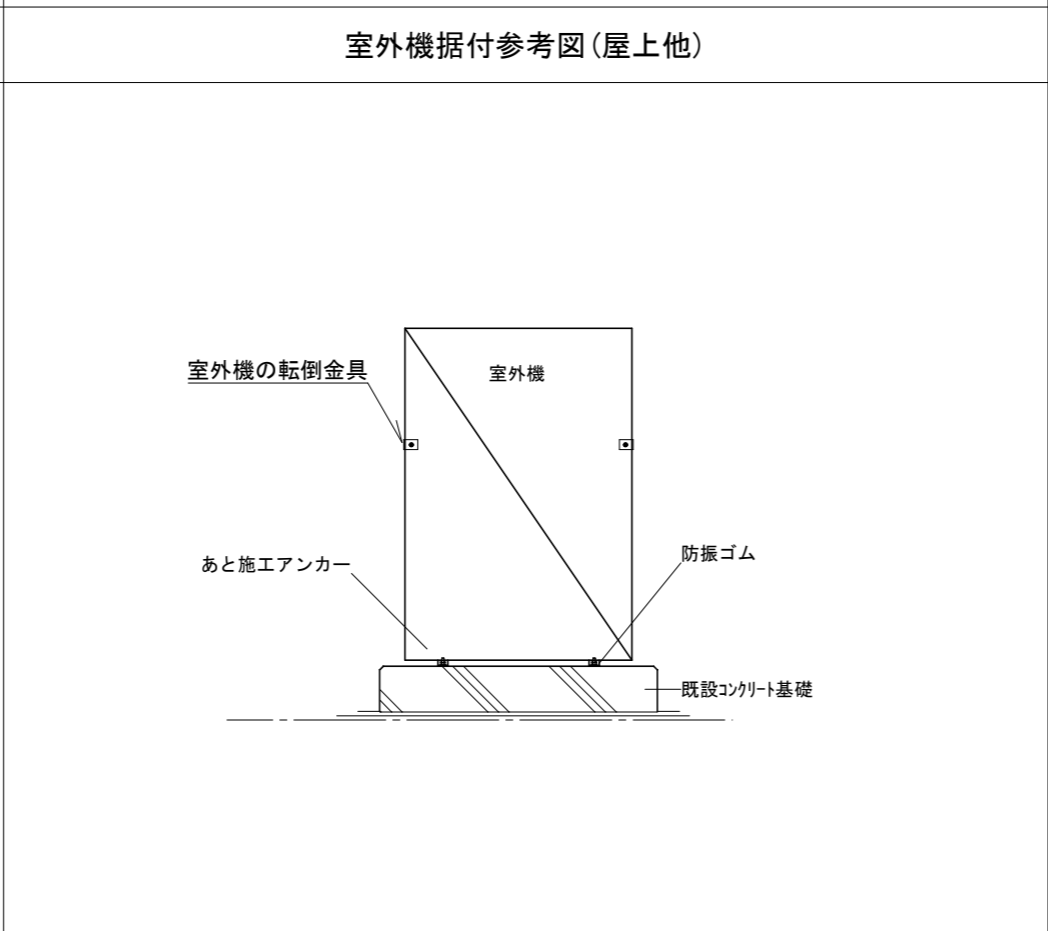 室外機据付参考図(屋上他)
室外機の転倒金具
室外機
あと施工アンカー
防振ゴム
既設ｺﾝｸﾘｰﾄ基礎